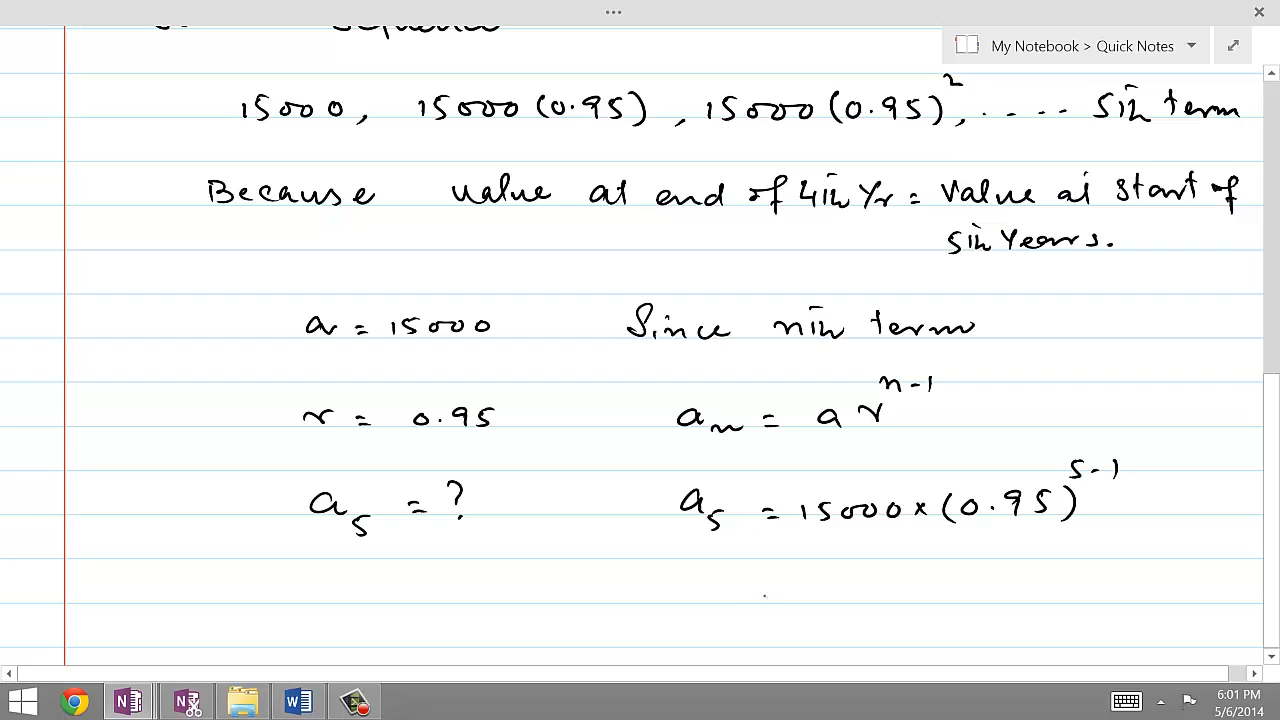 ...
My Notebook > Quick Notes
sequence
15000, 15000 (0.95), 15000 (0.95)², ..... 5th term
Because value at end of 4th Yr = Value at start of
5th Years.
a = 15000 Since nth term
r = 0.95 aₙ = a rⁿ⁻¹
a₅ = ? a₅ = 15000 × (0.95)⁵⁻¹
6:01 PM
5/6/2014